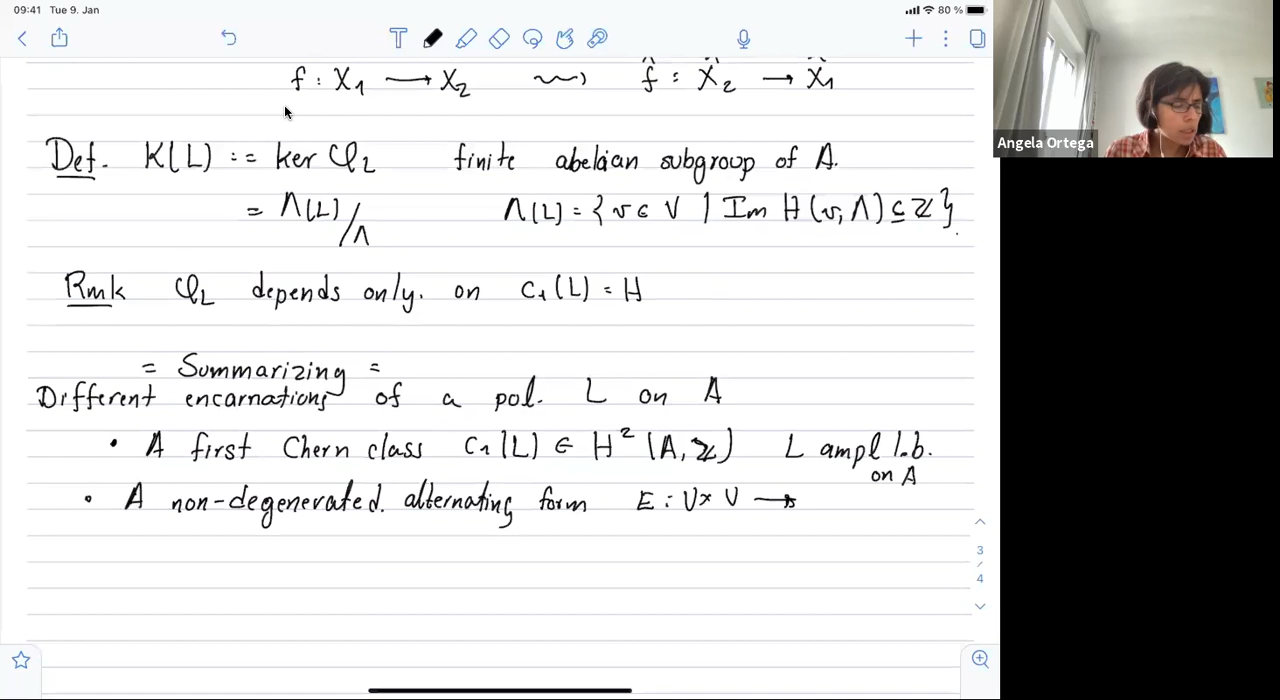 09:41 Tue 9. Jan 80 %
f : X₁ ⟶ X₂ ⇝ f̂ : X̂₂ → X̂₁
Angela Ortega
Def. K(L) := ker φ_L finite abelian subgroup of A.
= Λ(L)/Λ Λ(L) = { v ∈ V | Im H(v, Λ) ⊆ ℤ }.
Rmk φ_L depends only. on c₁(L) = H
= Summarizing =
Different encarnations of a pol. L on A
• A first Chern class c₁(L) ∈ H²(A, ℤ) L ampl l.b.
on A
• A non-degenerated. alternating form E : V × V ⟶
3
/
4